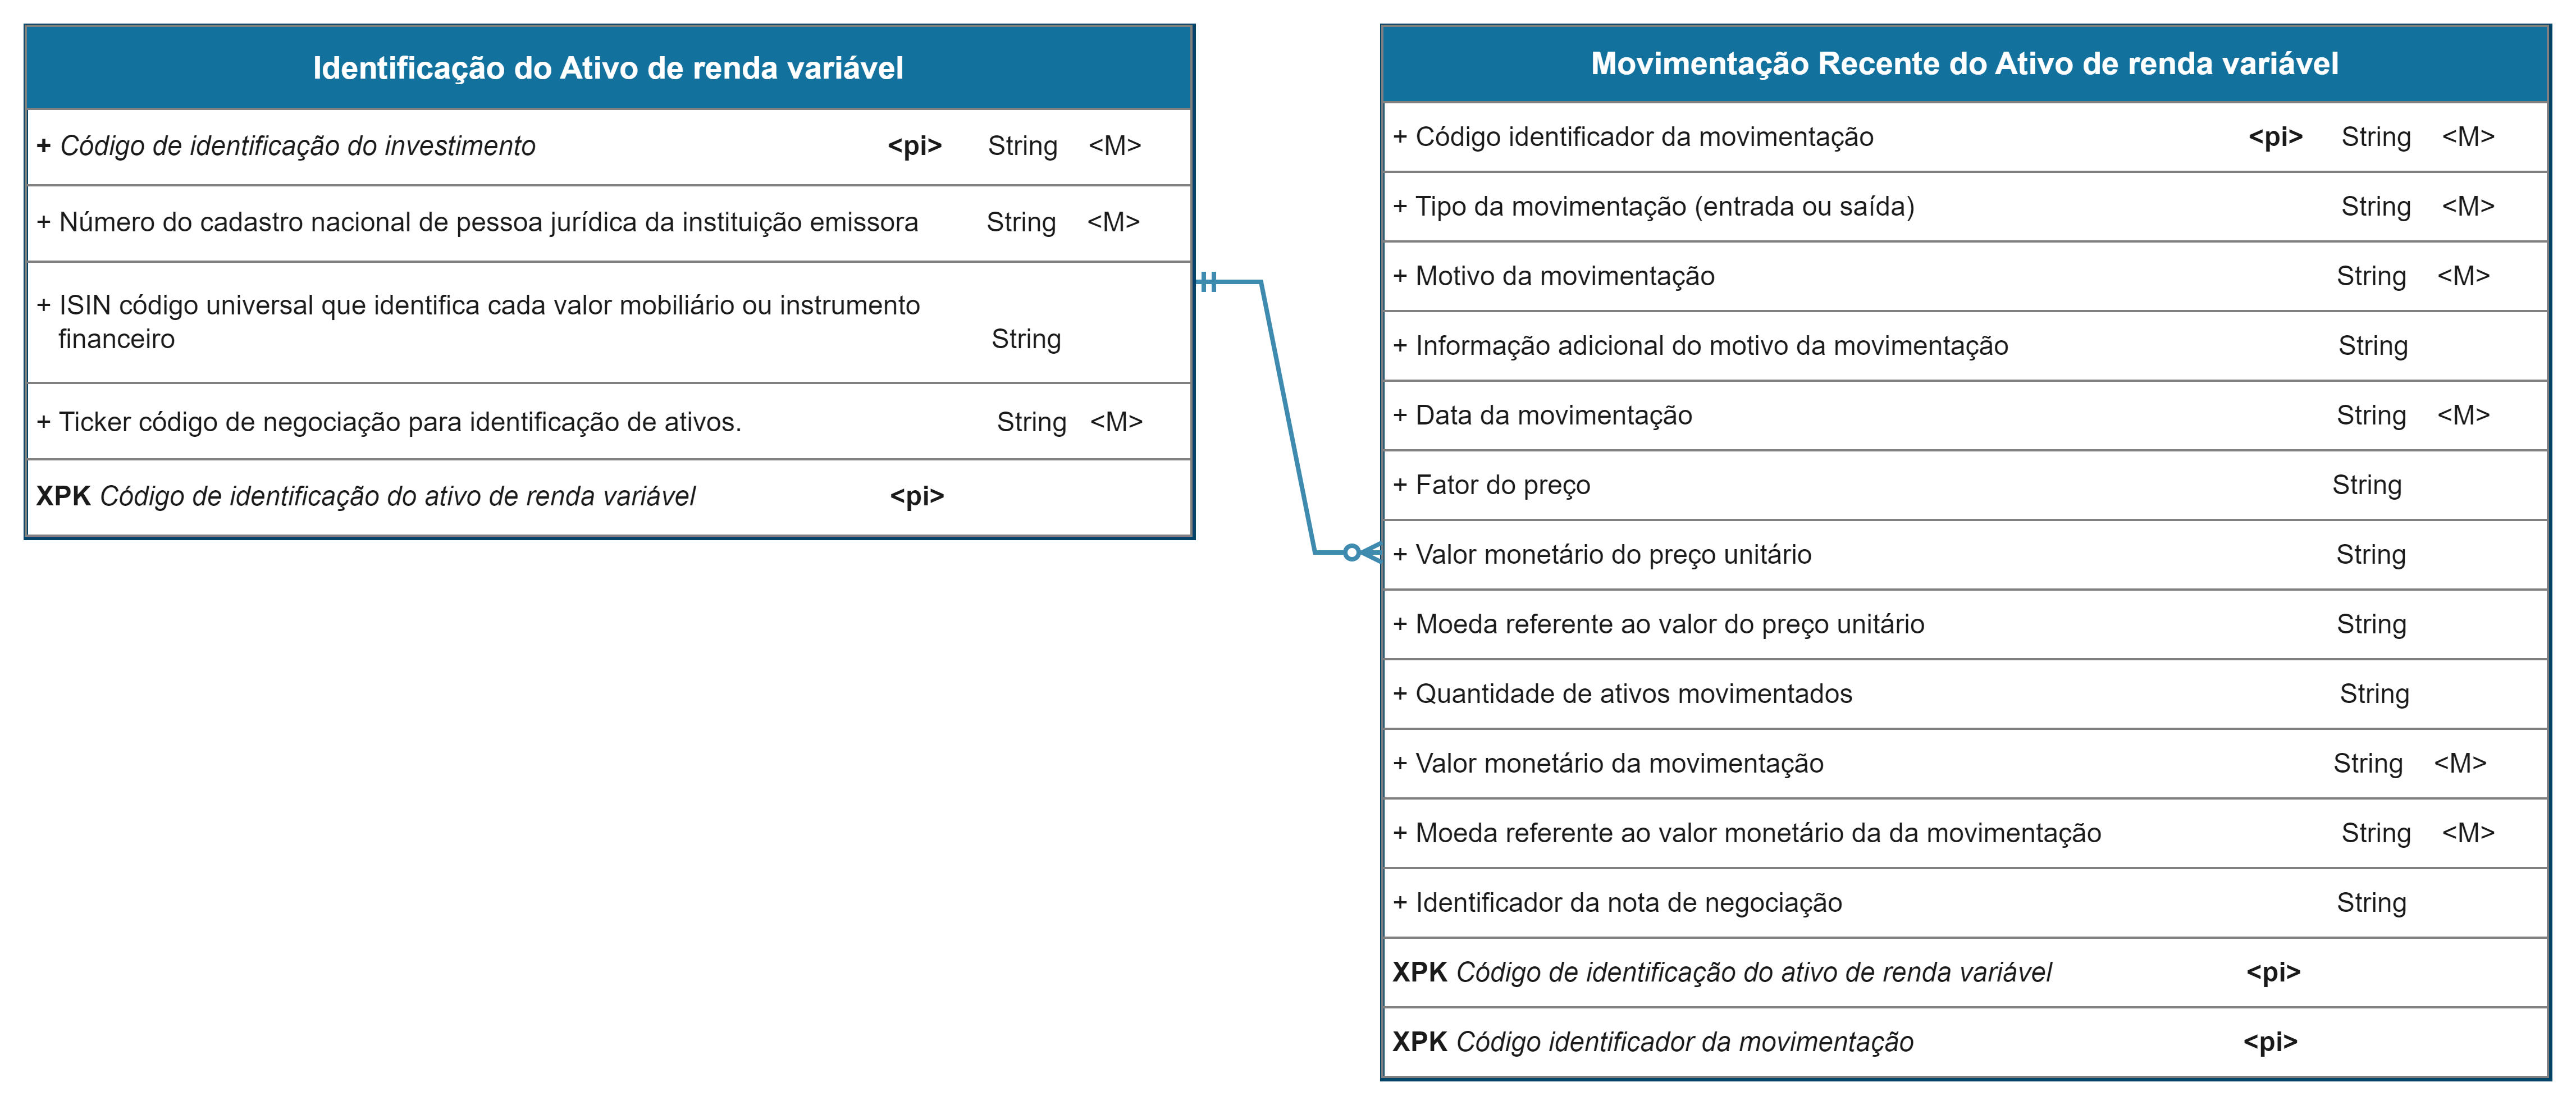 Identificação do Ativo de renda variável
+ Código de identificação do investimento <pi> String <M>
+ Número do cadastro nacional de pessoa jurídica da instituição emissora String <M>
+ ISIN código universal que identifica cada valor mobiliário ou instrumento
financeiro String
+ Ticker código de negociação para identificação de ativos. String <M>
XPK Código de identificação do ativo de renda variável <pi>
Movimentação Recente do Ativo de renda variável
+ Código identificador da movimentação <pi> String <M>
+ Tipo da movimentação (entrada ou saída) String <M>
+ Motivo da movimentação String <M>
+ Informação adicional do motivo da movimentação String
+ Data da movimentação String <M>
+ Fator do preço String
+ Valor monetário do preço unitário String
+ Moeda referente ao valor do preço unitário String
+ Quantidade de ativos movimentados String
+ Valor monetário da movimentação String <M>
+ Moeda referente ao valor monetário da da movimentação String <M>
+ Identificador da nota de negociação String
XPK Código de identificação do ativo de renda variável <pi>
XPK Código identificador da movimentação <pi>